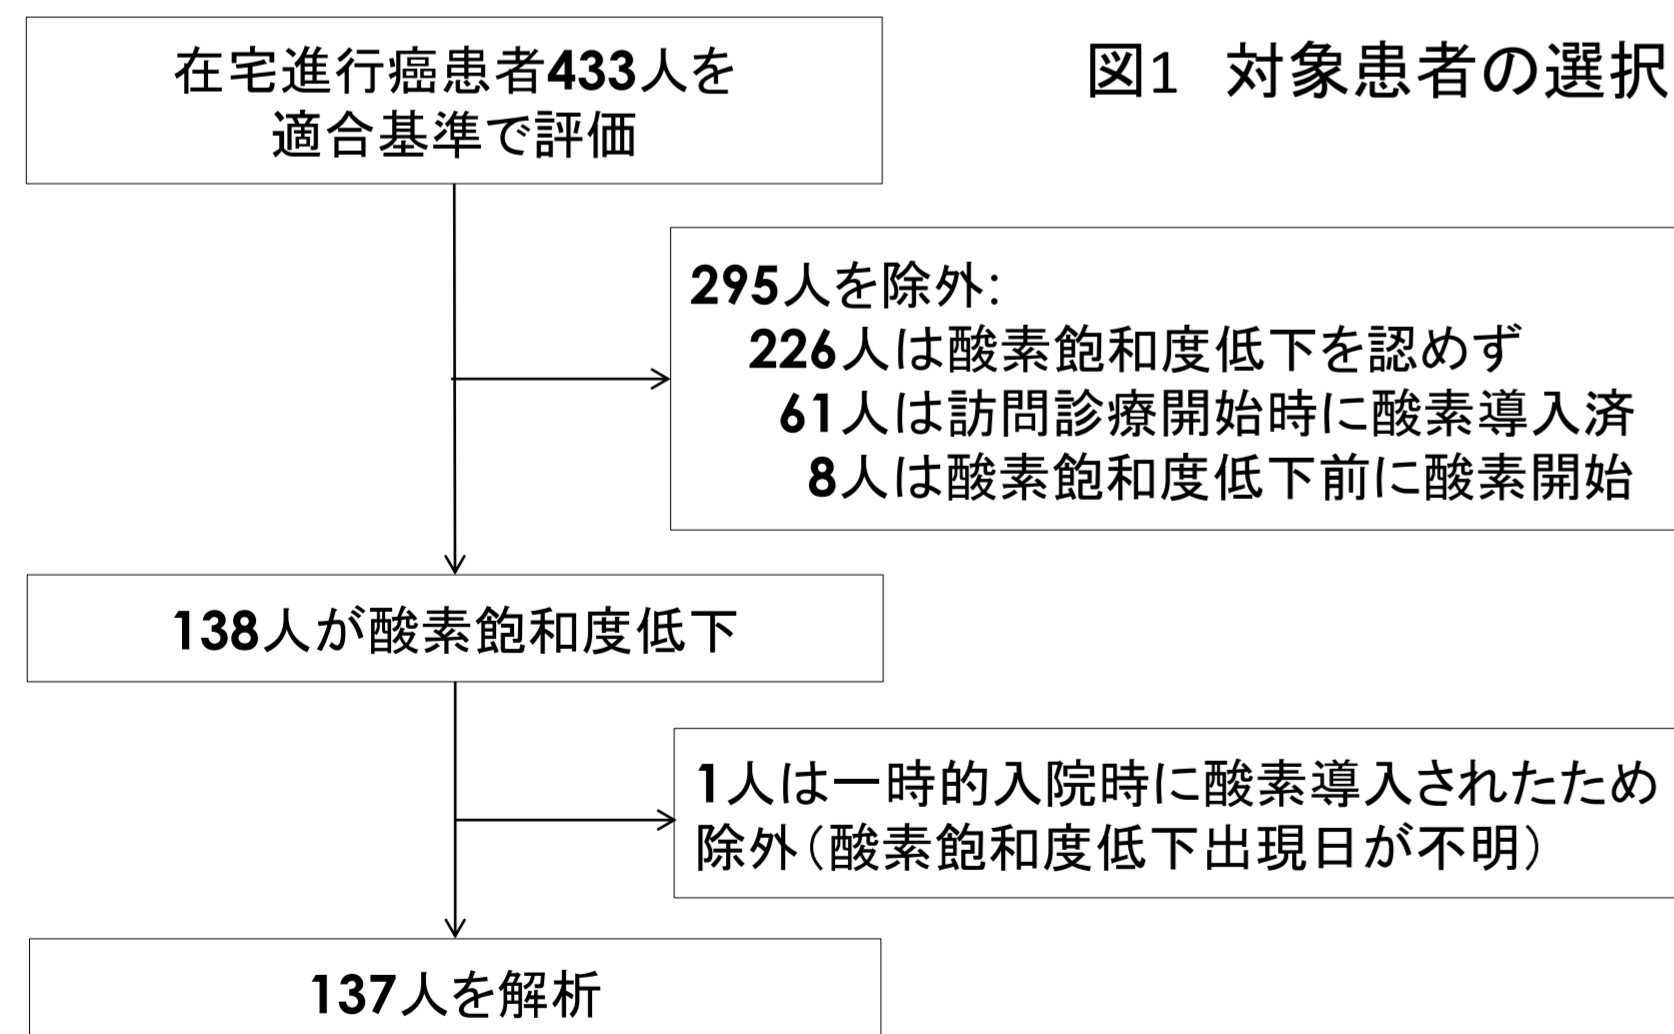 図1 対象患者の選択
在宅進行癌患者433人を
適合基準で評価
295人を除外:
226人は酸素飽和度低下を認めず
61人は訪問診療開始時に酸素導入済
8人は酸素飽和度低下前に酸素開始
138人が酸素飽和度低下
1人は一時的入院時に酸素導入されたため
除外（酸素飽和度低下出現日が不明）
137人を解析